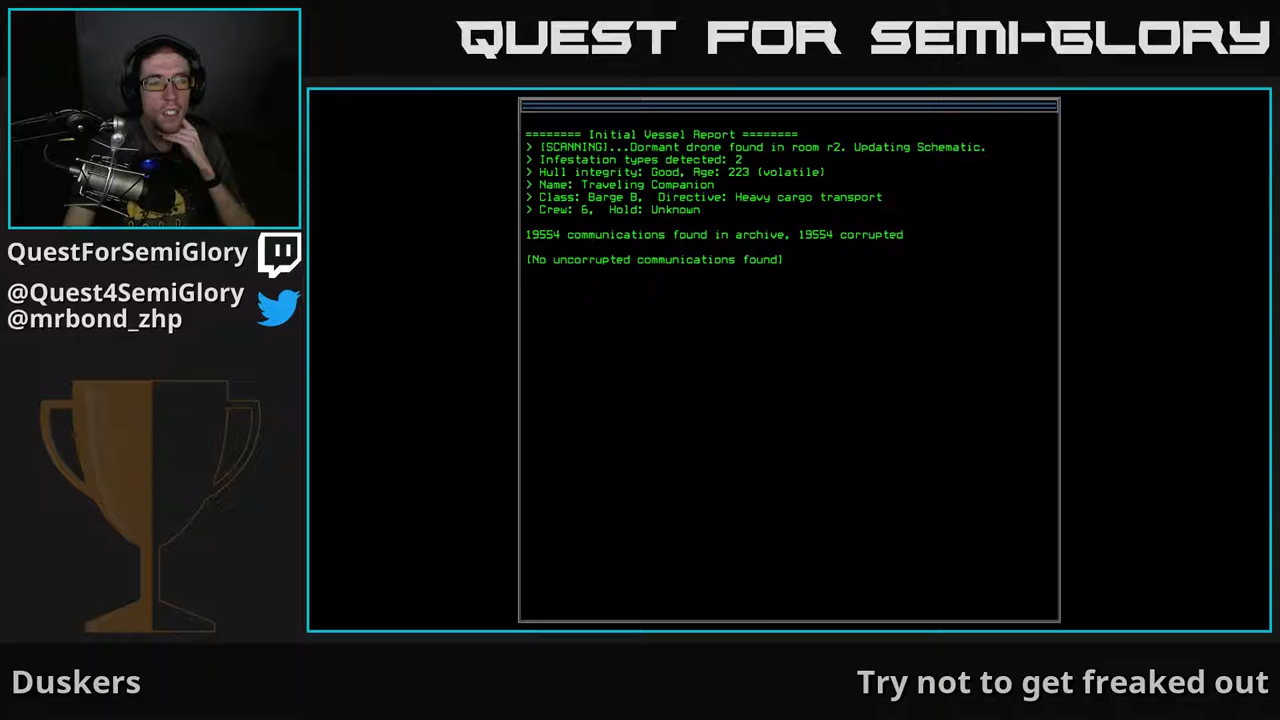 QUEST FOR SEMI-GLORY
======== Initial Vessel Report ========
> [SCANNING]...Dormant drone found in room r2. Updating Schematic.
> Infestation types detected: 2
> Hull integrity: Good, Age: 223 (volatile)
> Name: Traveling Companion
> Class: Barge B, Directive: Heavy cargo transport
> Crew: 6, Hold: Unknown
19554 communications found in archive, 19554 corrupted
[No uncorrupted communications found]
QuestForSemiGlory
@Quest4SemiGlory
@mrbond_zhp
Duskers
Try not to get freaked out